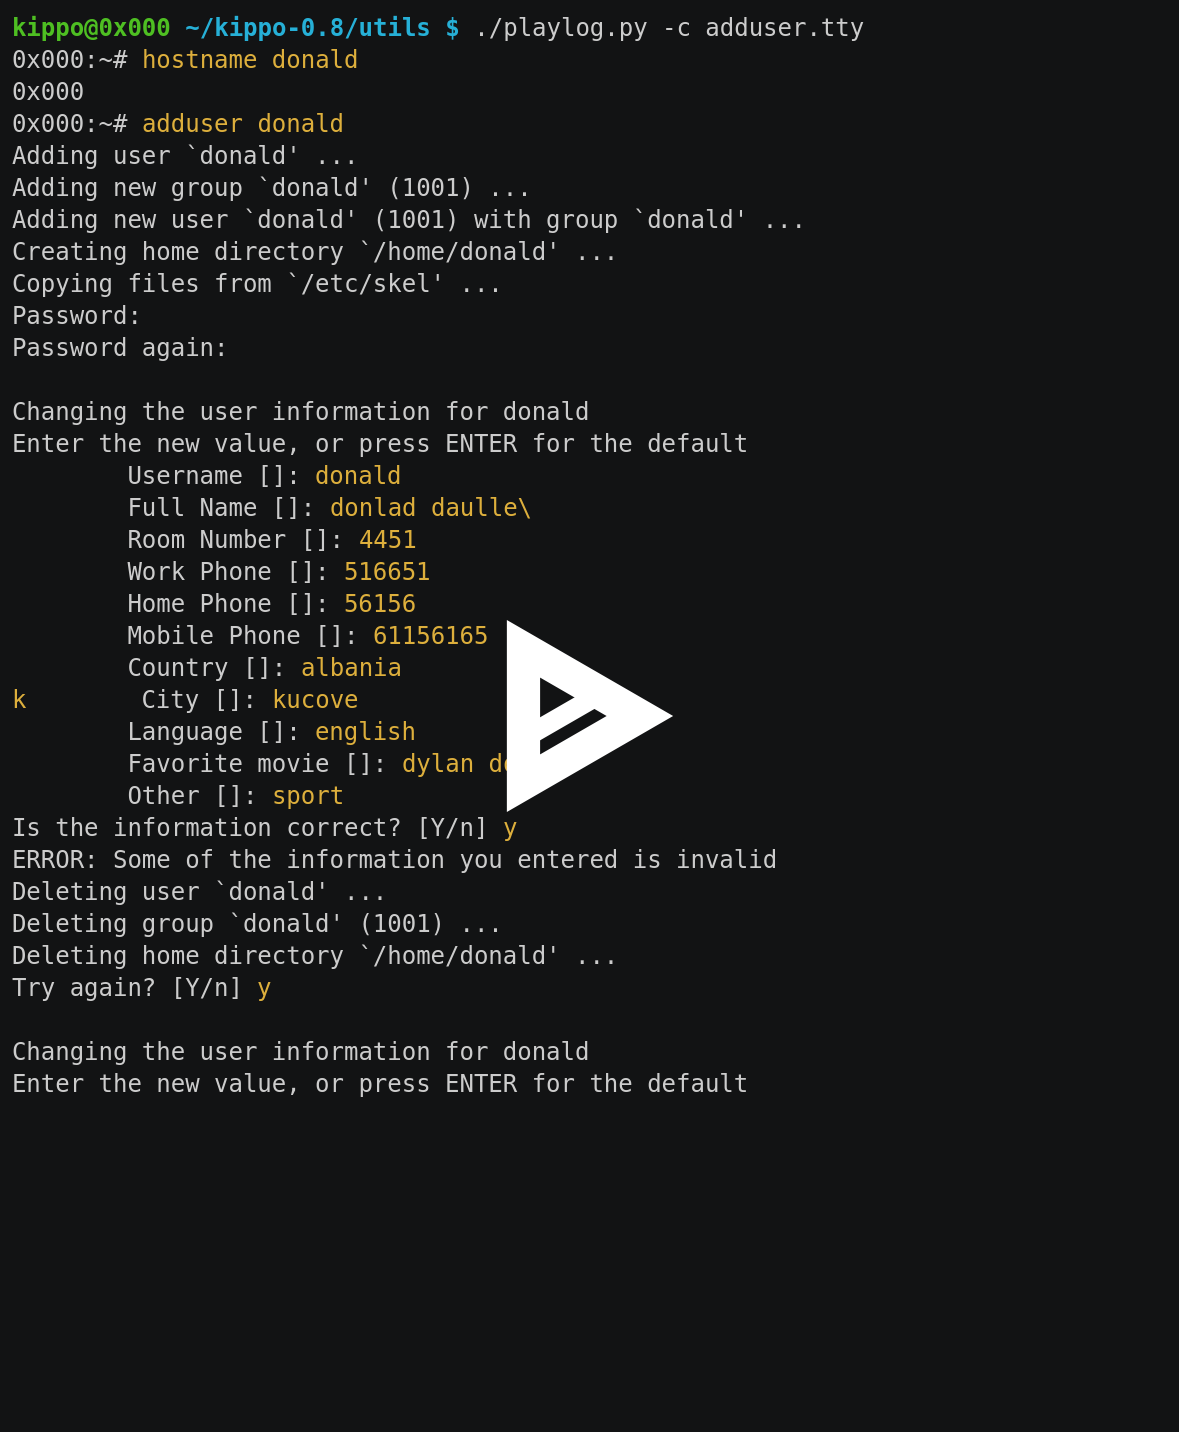 kippo@0x000 ~/kippo-0.8/utils $ ./playlog.py -c adduser.tty
0x000:~# hostname donald
0x000
0x000:~# adduser donald
Adding user `donald' ...
Adding new group `donald' (1001) ...
Adding new user `donald' (1001) with group `donald' ...
Creating home directory `/home/donald' ...
Copying files from `/etc/skel' ...
Password:
Password again:

Changing the user information for donald
Enter the new value, or press ENTER for the default
        Username []: donald
        Full Name []: donlad daulle\
        Room Number []: 4451
        Work Phone []: 516651
        Home Phone []: 56156
        Mobile Phone []: 61156165
        Country []: albania
k        City []: kucove
        Language []: english
        Favorite movie []: dylan
        Other []: sport
Is the information correct? [Y/n] y
ERROR: Some of the information you entered is invalid
Deleting user `donald' ...
Deleting group `donald' (1001) ...
Deleting home directory `/home/donald' ...
Try again? [Y/n] y

Changing the user information for donald
Enter the new value, or press ENTER for the default